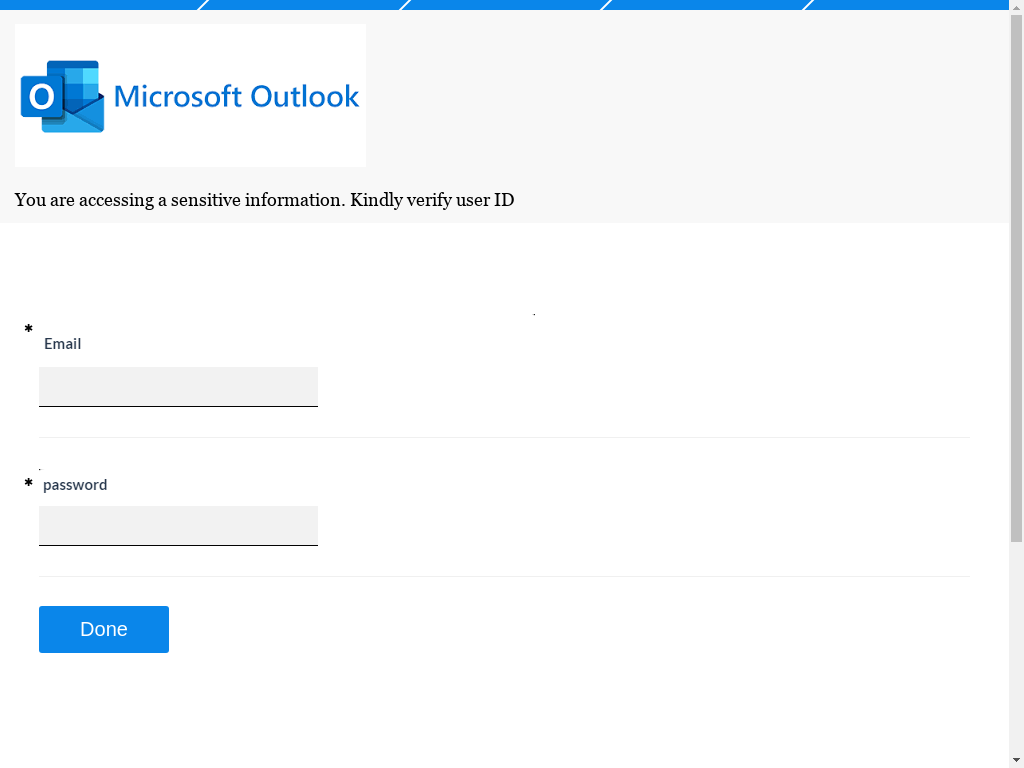 O Microsoft Outlook
You are accessing a sensitive information. Kindly verify user ID
.
* Email
.
* password
Done